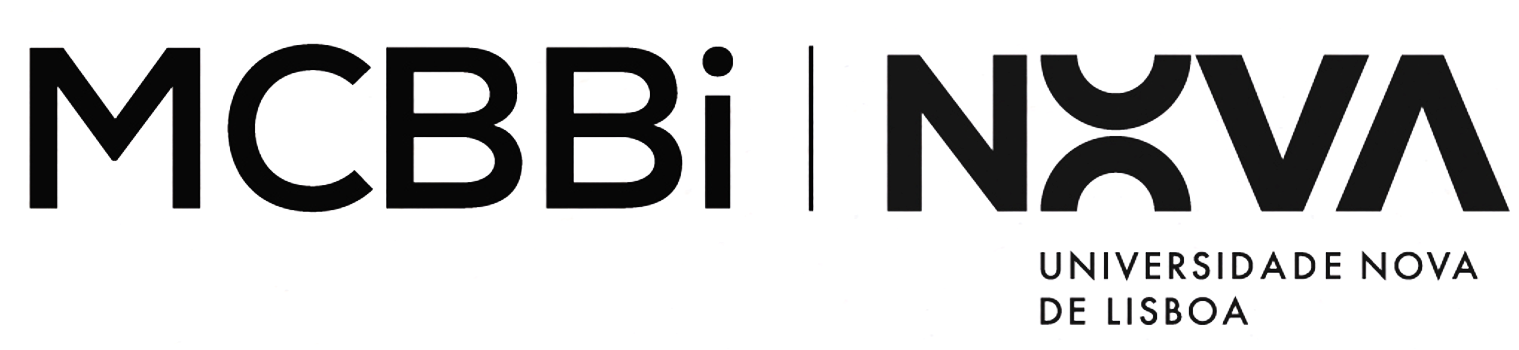 MCBBi | NOVA
UNIVERSIDADE NOVA
DE LISBOA